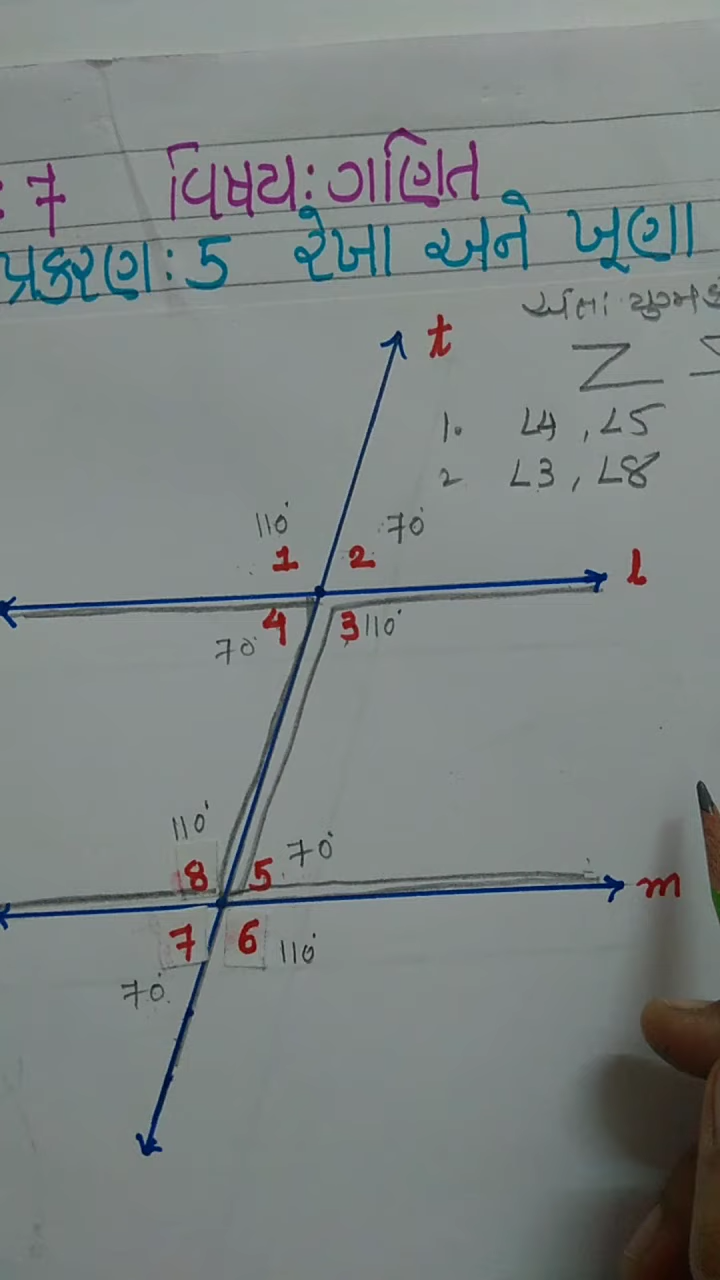 : 7 વિષય: ગણિત
પ્રકરણ: 5 રેખા અને ખૂણા
t
Z
1. ∠4, ∠5
2 ∠3, ∠8
110° 70°
1 2
l
4 3 110°
70°
110°
8 5 70°
m
7 6 110°
70°